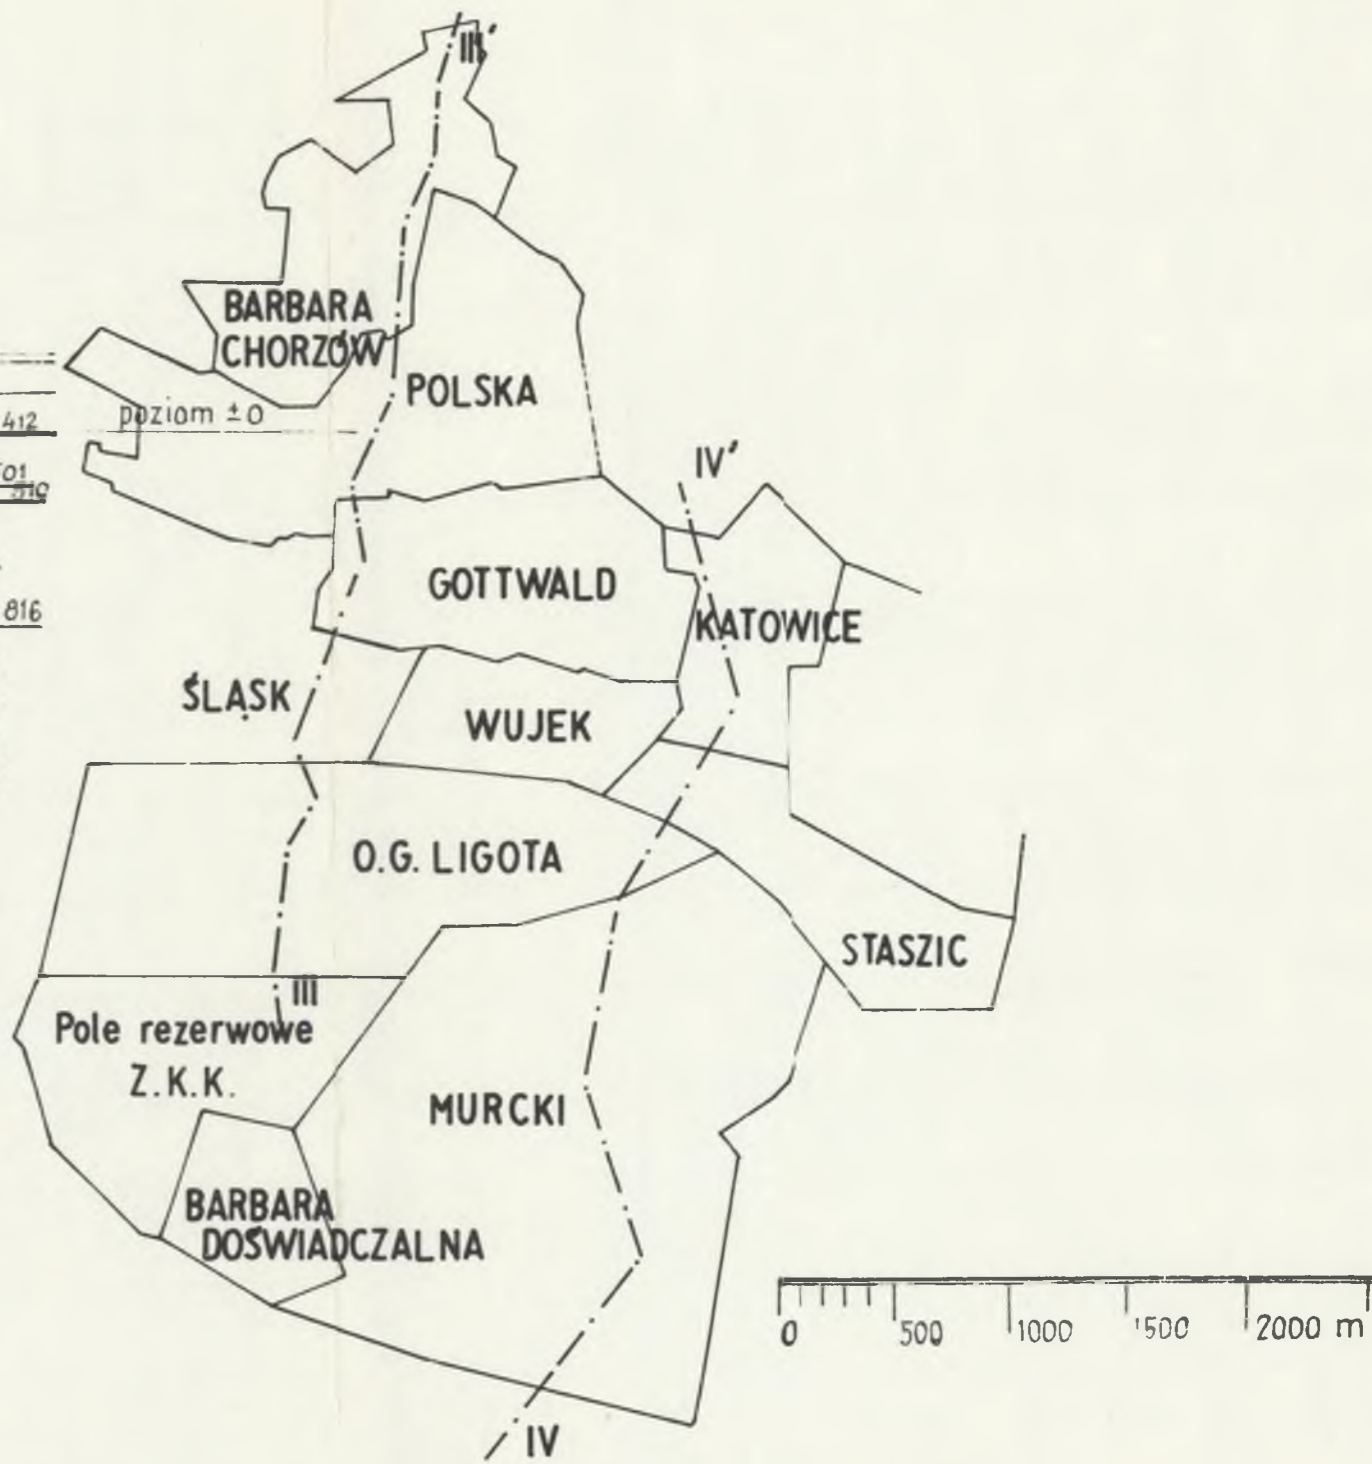 III'
BARBARA
CHORZÓW
POLSKA
412
poziom ±0
IV'
816
GOTTWALD
KATOWICE
ŚLĄSK
WUJEK
O.G. LIGOTA
STASZIC
III
Pole rezerwowe
Z.K.K.
MURCKI
BARBARA
DOŚWIADCZALNA
0 500 1000 1500 2000 m
IV